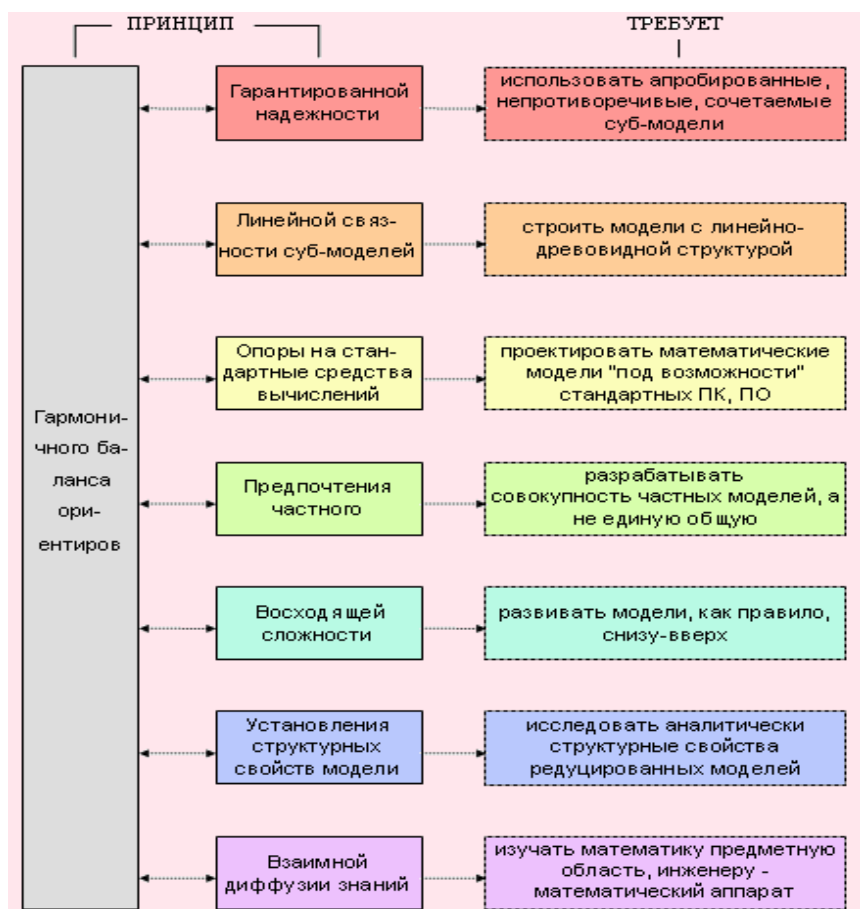 ПРИНЦИП
ТРЕБУЕТ
Гармони-
чного ба-
ланса
ори-
ентиров
Гарантированной
надежности
использовать апробированные,
непротиворечивые, сочетаемые
суб-модели
Линейной связ-
ности суб-моделей
строить модели с линейно-
древовидной структурой
Опоры на стан-
дартные средства
вычислений
проектировать математические
модели "под возможности"
стандартных ПК, ПО
Предпочтения
частного
разрабатывать
совокупность частных моделей, а
не единую общую
Восходящей
сложности
развивать модели, как правило,
снизу-вверх
Установления
структурных
свойств модели
исследовать аналитически
структурные свойства
редуцированных моделей
Взаимной
диффузии знаний
изучать математику предметную
область, инженеру -
математический аппарат